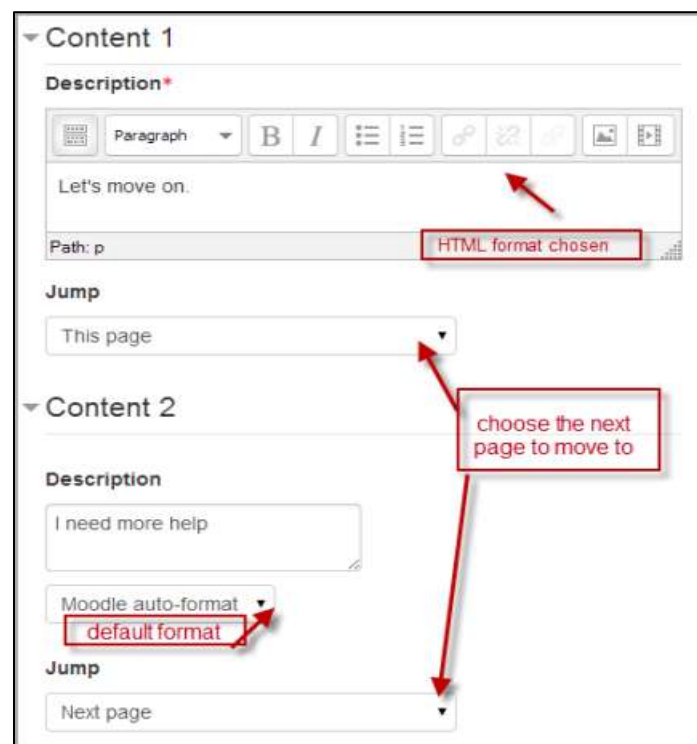 Content 1
Description*
Paragraph B I
Let's move on.
Path: p
HTML format chosen
Jump
This page
Content 2
choose the next
page to move to
Description
I need more help
Moodle auto-format
default format
Jump
Next page